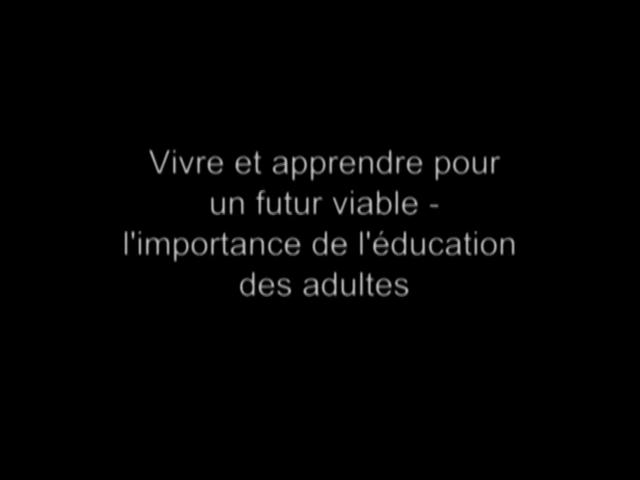 Vivre et apprendre pour
un futur viable -
l'importance de l'éducation
des adultes